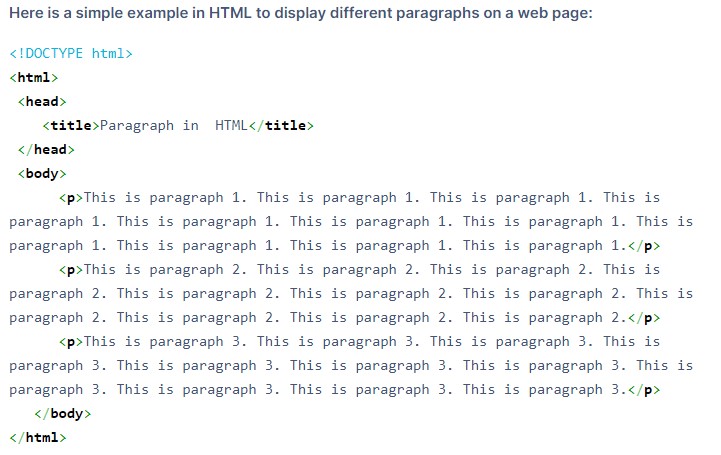 Here is a simple example in HTML to display different paragraphs on a web page:
<!DOCTYPE html>
<html>
<head>
<title>Paragraph in  HTML</title>
</head>
<body>
<p>This is paragraph 1. This is paragraph 1. This is paragraph 1. This is
paragraph 1. This is paragraph 1. This is paragraph 1. This is paragraph 1. This is
paragraph 1. This is paragraph 1. This is paragraph 1. This is paragraph 1.</p>
<p>This is paragraph 2. This is paragraph 2. This is paragraph 2. This is
paragraph 2. This is paragraph 2. This is paragraph 2. This is paragraph 2. This is
paragraph 2. This is paragraph 2. This is paragraph 2. This is paragraph 2.</p>
<p>This is paragraph 3. This is paragraph 3. This is paragraph 3. This is
paragraph 3. This is paragraph 3. This is paragraph 3. This is paragraph 3. This is
paragraph 3. This is paragraph 3. This is paragraph 3. This is paragraph 3.</p>
</body>
</html>